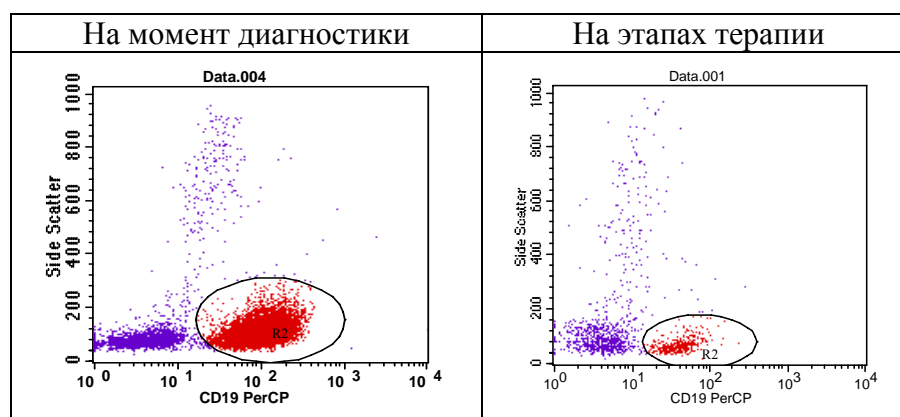 На момент диагностики
На этапах терапии
Data.004
1000
800
600
400
200
0
Side Scatter
R2
10 0
10 1
10 2
10 3
10 4
CD19 PerCP
Data.001
1000
800
600
400
200
0
Side Scatter
R2
10 0
10 1
10 2
10 3
10 4
CD19 PerCP